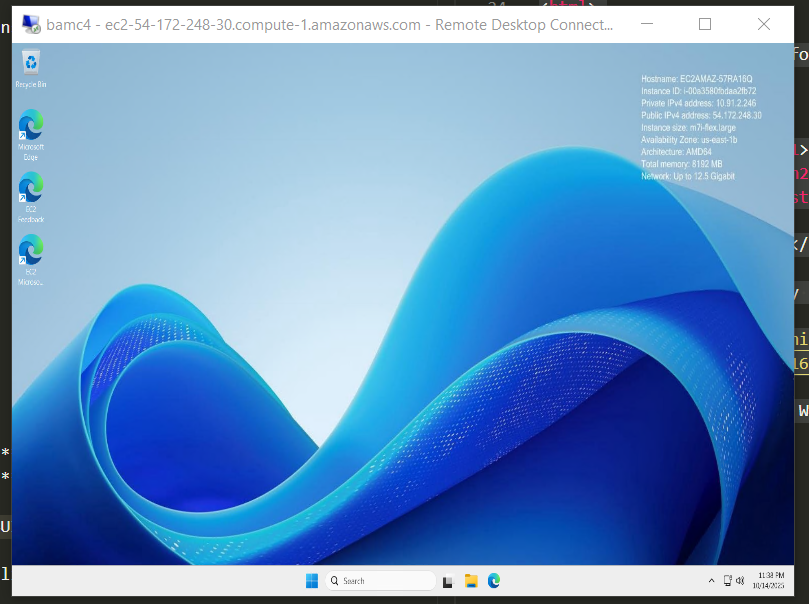 bamc4 - ec2-54-172-248-30.compute-1.amazonaws.com - Remote Desktop Connect...
Recycle Bin
Microsoft
Edge
EC2
Feedback
EC2
Microso...
Hostname: EC2AMAZ-57RA16Q
Instance ID: i-00a3580fbdaa2fb72
Private IPv4 address: 10.91.2.246
Public IPv4 address: 54.172.248.30
Instance size: m7i-flex.large
Availability Zone: us-east-1b
Architecture: AMD64
Total memory: 8192 MB
Network: Up to 12.5 Gigabit
Search
11:38 PM
10/14/2025